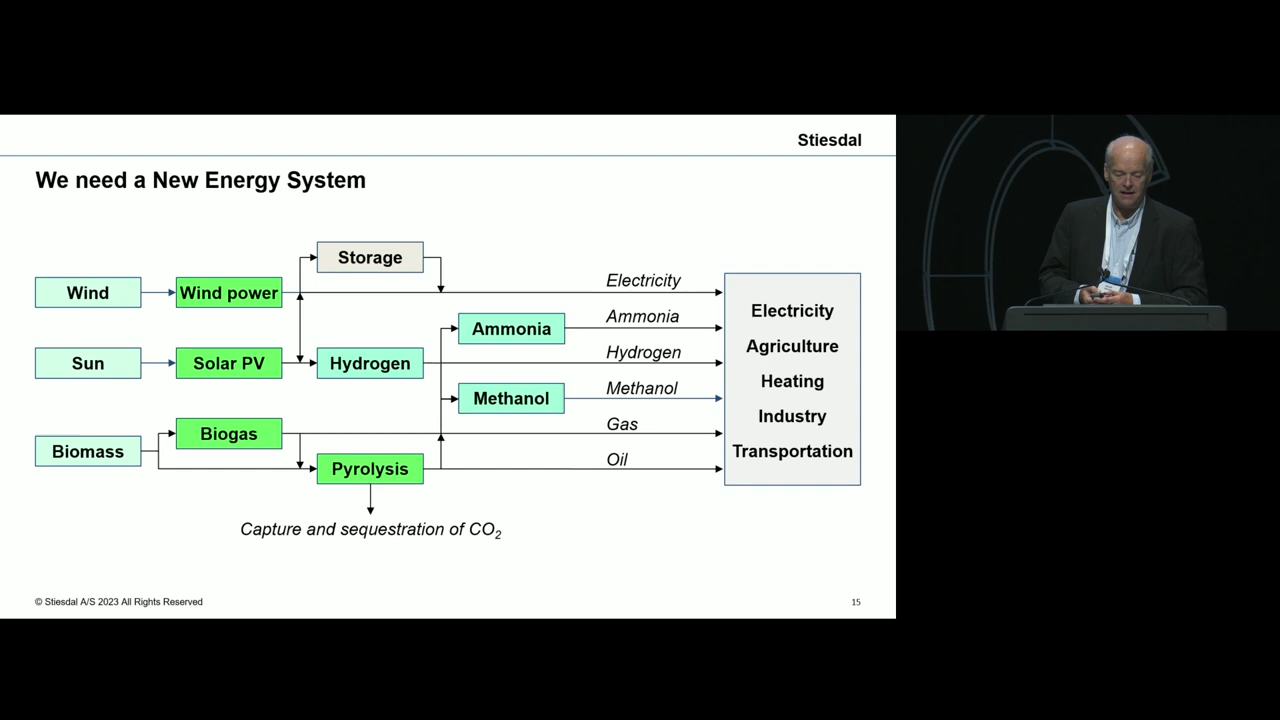 Stiesdal
We need a New Energy System
Storage
Wind
Wind power
Electricity
Ammonia
Ammonia
Sun
Solar PV
Hydrogen
Hydrogen
Methanol
Methanol
Biomass
Biogas
Gas
Pyrolysis
Oil
Electricity
Agriculture
Heating
Industry
Transportation
Capture and sequestration of CO₂
© Stiesdal A/S 2023 All Rights Reserved
15